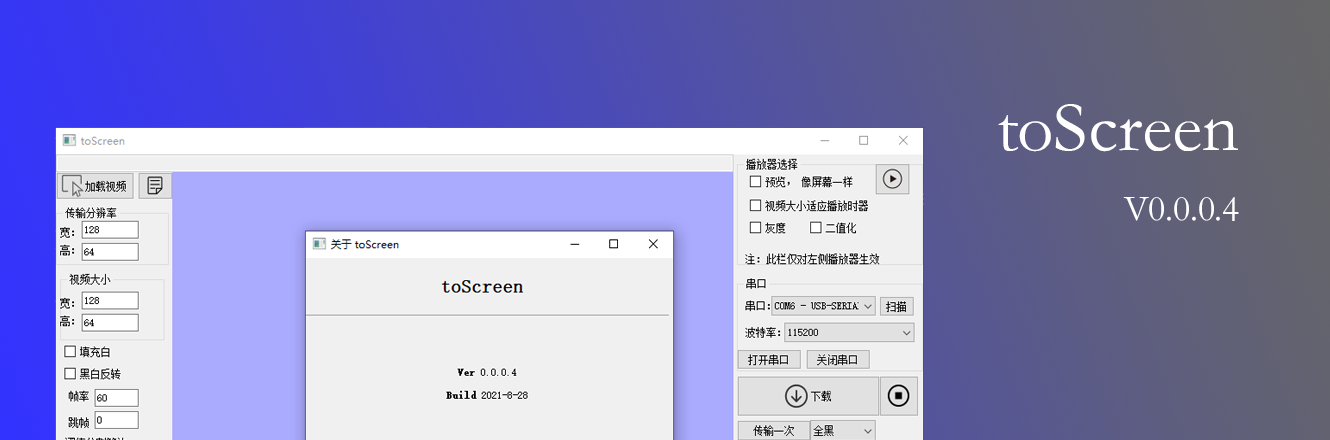 toScreen
V0.0.0.4
toScreen
加载视频
传输分辨率
宽: 128
高: 64
视频大小
宽: 128
高: 64
填充白
黑白反转
帧率 60
跳帧 0
关于 toScreen
toScreen
Ver 0.0.0.4
Build 2021-8-28
播放器选择
预览， 像屏幕一样
视频大小适应播放时器
灰度 二值化
注: 此栏仅对左侧播放器生效
串口
串口: COM6 - USB-SERIA 扫描
波特率: 115200
打开串口 关闭串口
下载
传输一次 全黑